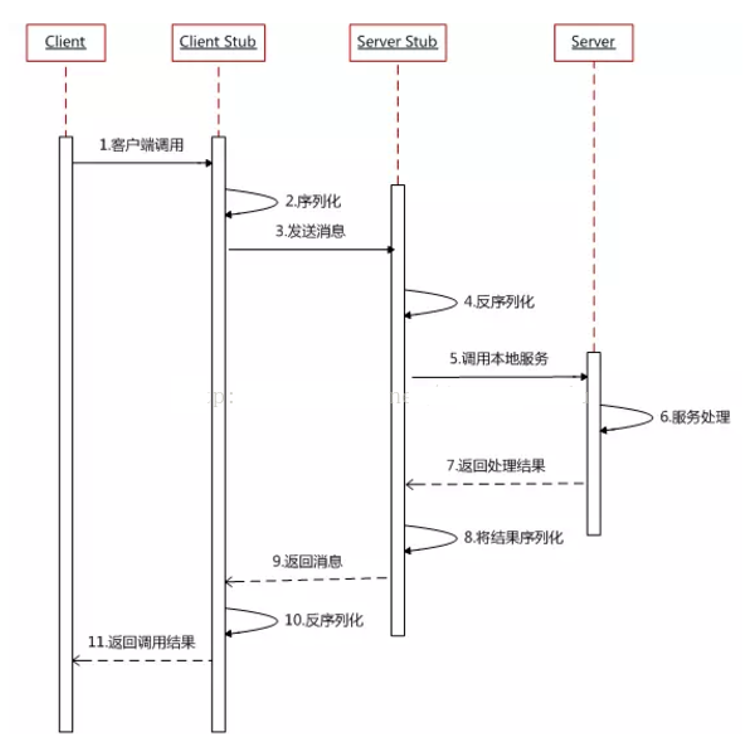 Client
Client Stub
Server Stub
Server
1.客户端调用
2.序列化
3.发送消息
4.反序列化
5.调用本地服务
6.服务处理
7.返回处理结果
8.将结果序列化
9.返回消息
10.反序列化
11.返回调用结果